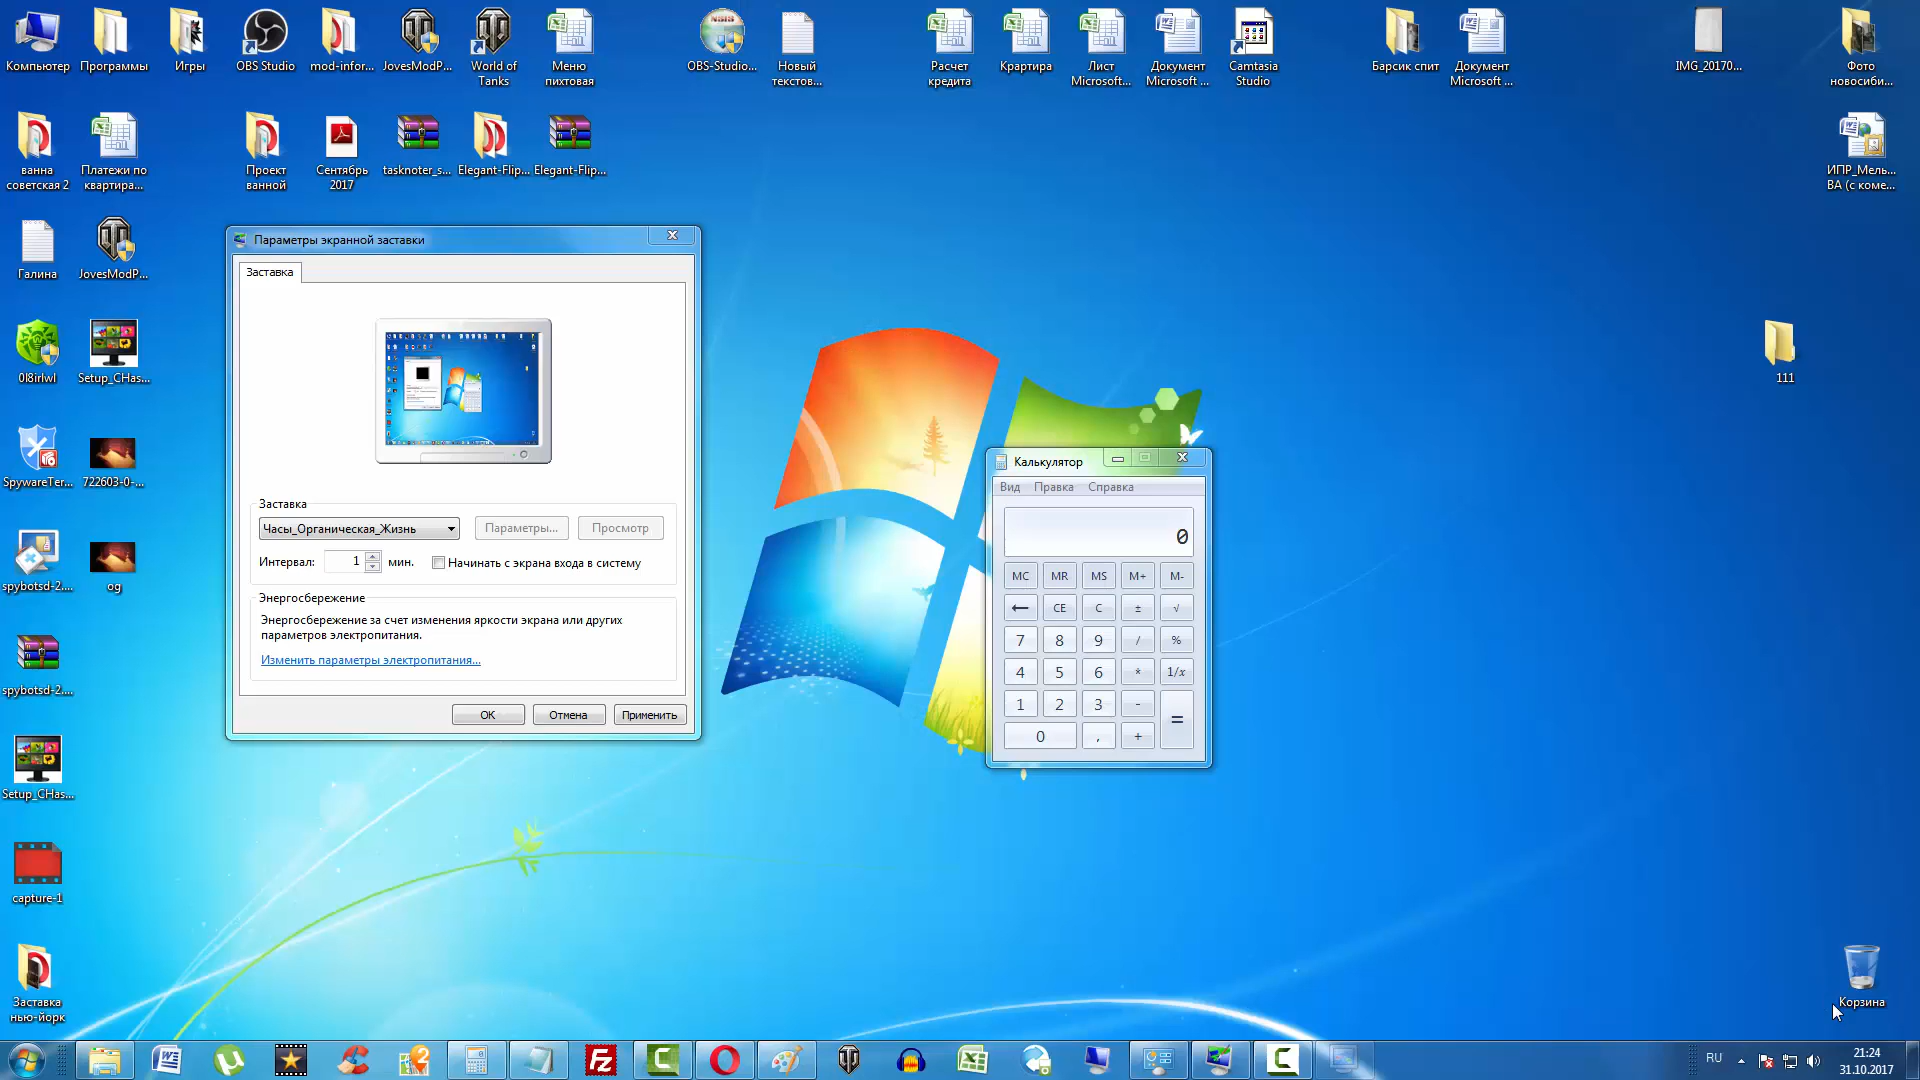 Компьютер
Программы
Игры
OBS Studio
mod-infor...
JovesModP...
World of
Tanks
Меню
пихтовая
NSIS
OBS-Studio...
Новый
текстов...
Расчет
кредита
Крартира
Лист
Microsoft...
Документ
Microsoft ...
Camtasia
Studio
Барсик спит
Документ
Microsoft ...
IMG_20170...
Фото
новосиби...
ванна
советская 2
Платежи по
квартира...
Проект
ванной
Сентябрь
2017
tasknoter_s...
Elegant-Flip...
Elegant-Flip...
ИПР_Мель...
ВА (с коме...
Галина
JovesModP...
0l8irlwl
Setup_CHas...
111
SpywareTer...
722603-0-...
spybotsd-2....
og
spybotsd-2....
Setup_CHas...
capture-1
Заставка
нью-йорк
Корзина
Параметры экранной заставки
Заставка
Заставка
Часы_Органическая_Жизнь
Параметры...
Просмотр
Интервал:
1
мин.
Начинать с экрана входа в систему
Энергосбережение
Энергосбережение за счет изменения яркости экрана или других
параметров электропитания.
Изменить параметры электропитания...
OK
Отмена
Применить
Калькулятор
Вид Правка Справка
0
MC MR MS M+ M-
← CE C ± √
7 8 9 / %
4 5 6 * 1/x
1 2 3 - =
0 , +
RU
21:24
31.10.2017